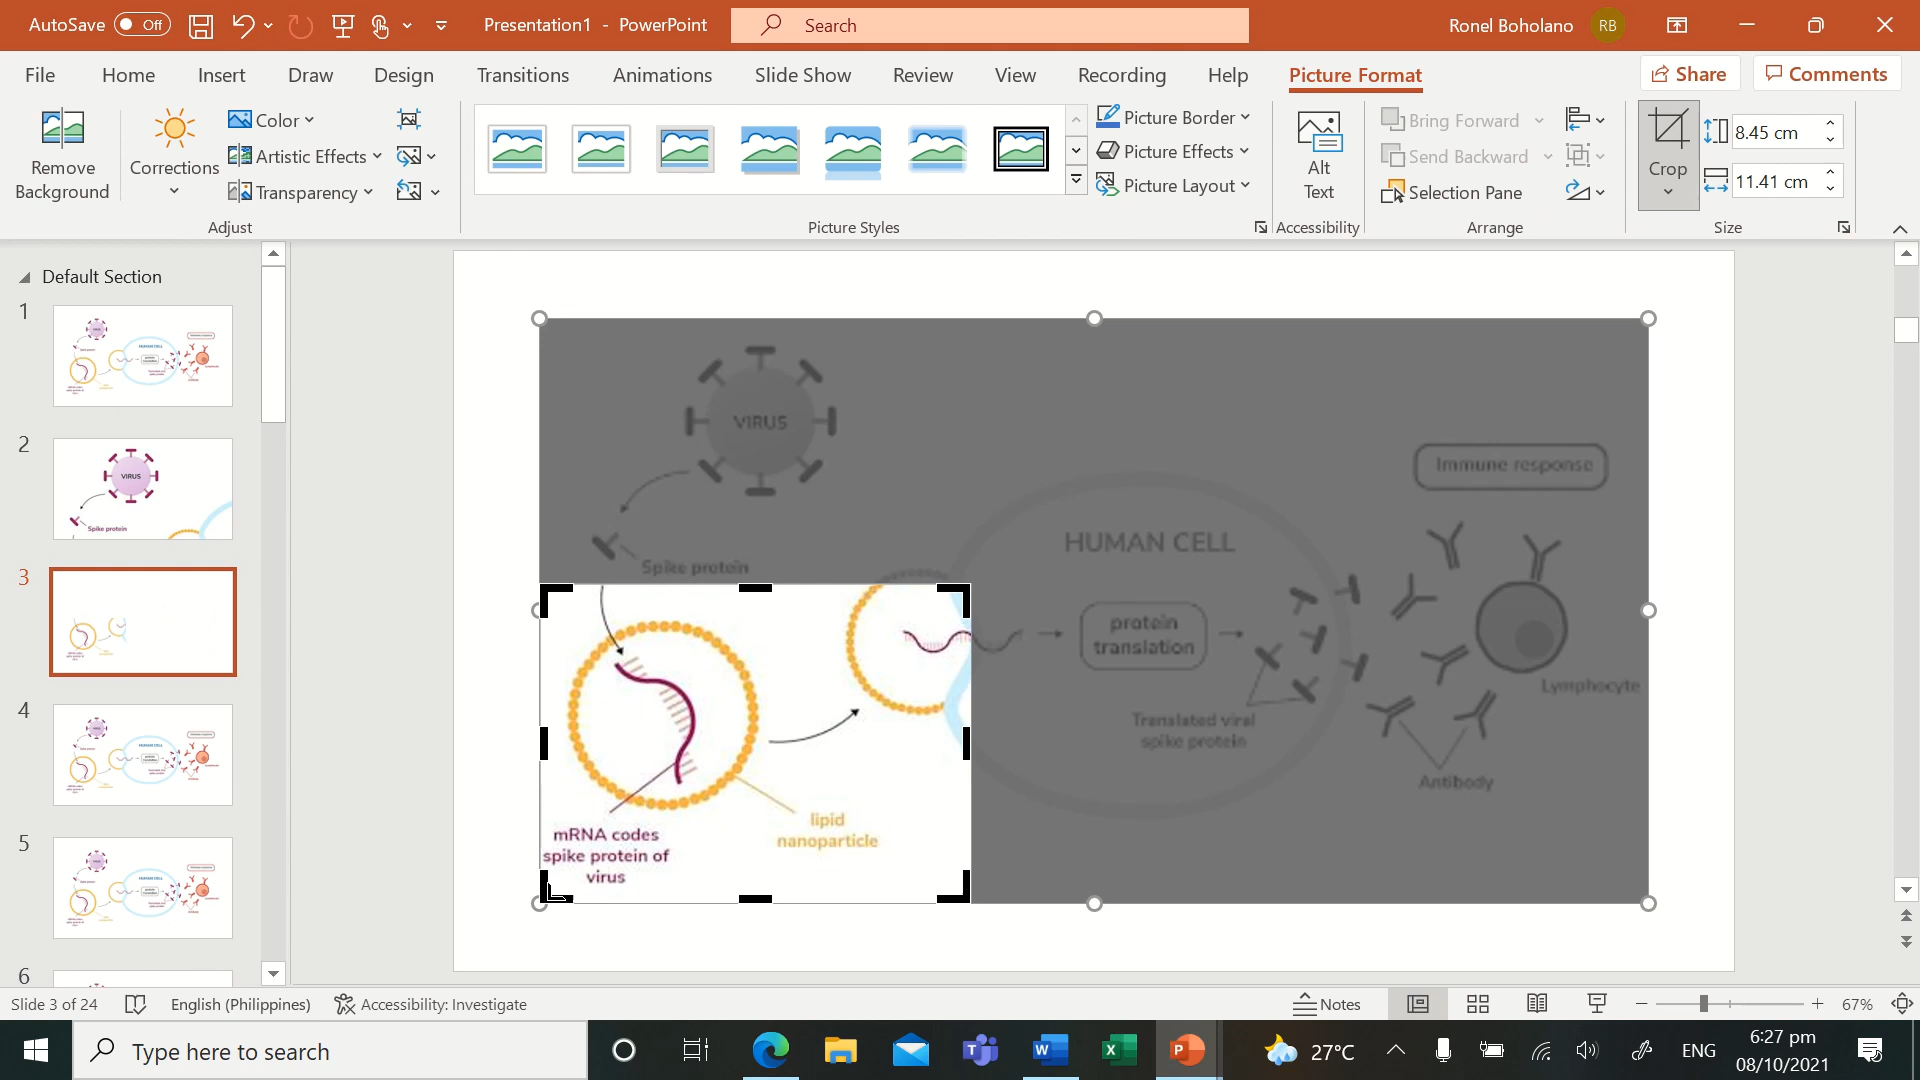 AutoSave Off Presentation1 - PowerPoint Search Ronel Boholano RB
File Home Insert Draw Design Transitions Animations Slide Show Review View Recording Help Picture Format Share Comments
Remove Background
Corrections
Color
Artistic Effects
Transparency
Adjust
Picture Border
Picture Effects
Picture Layout
Picture Styles
Alt Text
Accessibility
Bring Forward
Send Backward
Selection Pane
Arrange
Crop
8.45 cm
11.41 cm
Size
Default Section
1
2
VIRUS
Spike protein
3
4
5
6
VIRUS
Spike protein
HUMAN CELL
protein
translation
Translated viral
spike protein
Immune response
Lymphocyte
Antibody
mRNA codes
spike protein of
virus
lipid
nanoparticle
Slide 3 of 24 English (Philippines) Accessibility: Investigate Notes 67%
Type here to search 27°C ENG 6:27 pm
08/10/2021